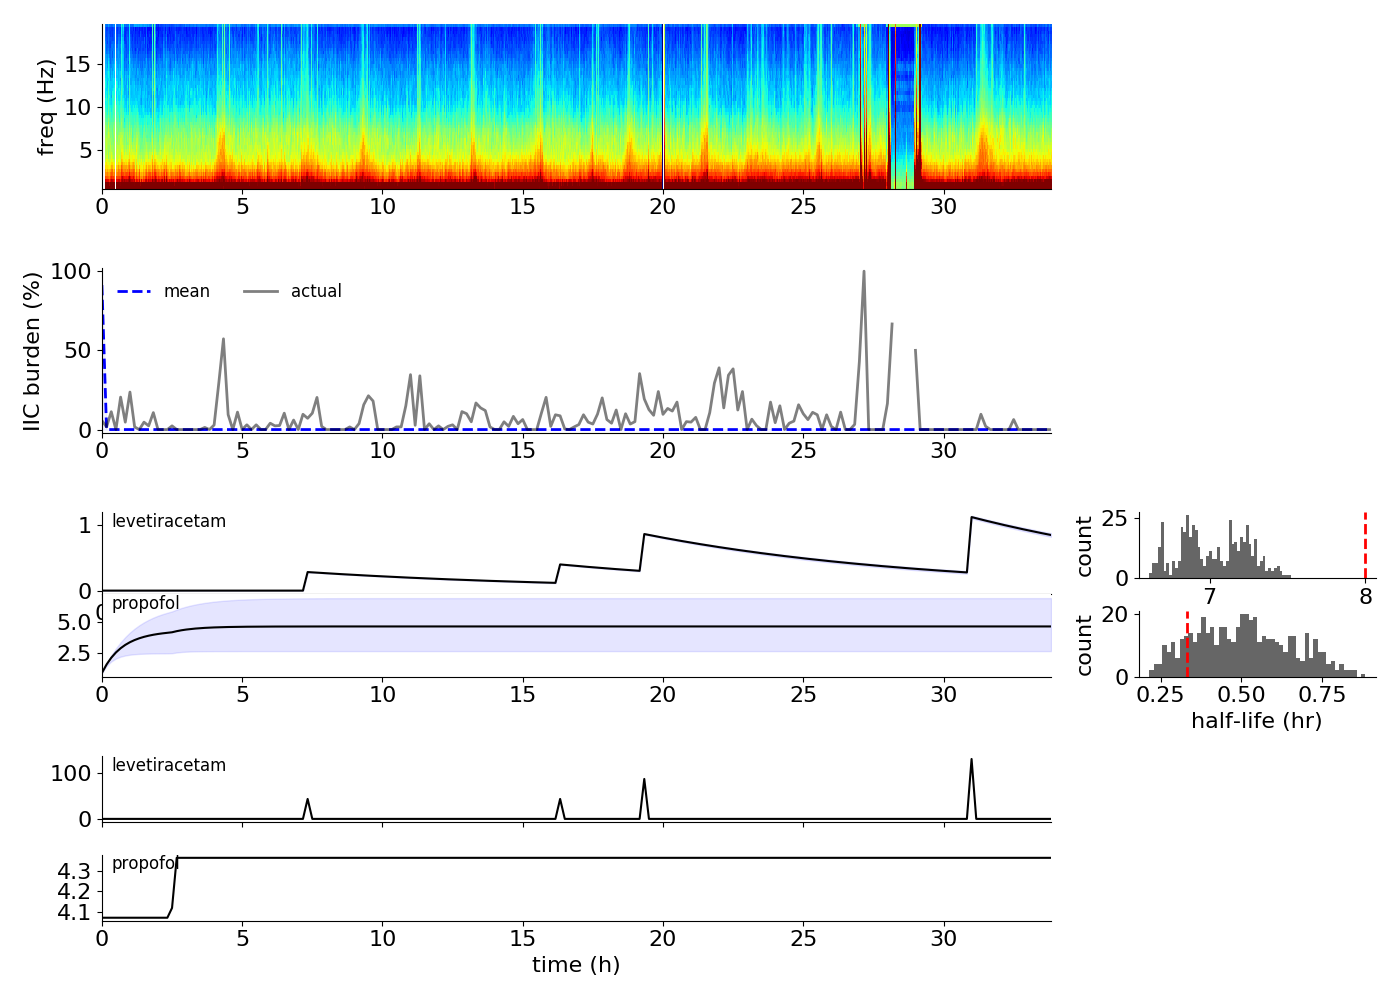 freq (Hz)
15
10
5
0 5 10 15 20 25 30
IIC burden (%)
100
50
0
mean actual
0 5 10 15 20 25 30
levetiracetam
1
0
0
propofol
5.0
2.5
0 5 10 15 20 25 30
count
25
0
7 8
count
20
0
0.25 0.50 0.75
half-life (hr)
levetiracetam
100
0
propofol
4.3
4.2
4.1
0 5 10 15 20 25 30
time (h)